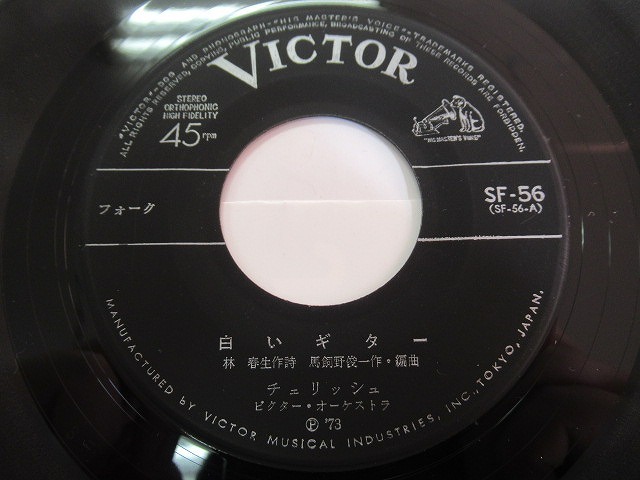 "VICTOR" DOG AND PHONOGRAPH-"HIS MASTER'S VOICE"-TRADEMARKS REGISTERED.
ALL RIGHTS RESERVED, COPYING, PUBLIC PERFORMANCE, BROADCASTING OF THESE RECORDS ARE FORBIDDEN.
VICTOR
STEREO
ORTHOPHONIC
HIGH FIDELITY
45rpm
"HIS MASTER'S VOICE"
フォーク
SF-56
(SF-56-A)
白いギター
林 春生作詩 馬飼野俊一作・編曲
チェリッシュ
ビクター・オーケストラ
Ⓟ '73
MANUFACTURED by VICTOR MUSICAL INDUSTRIES, INC., TOKYO, JAPAN.